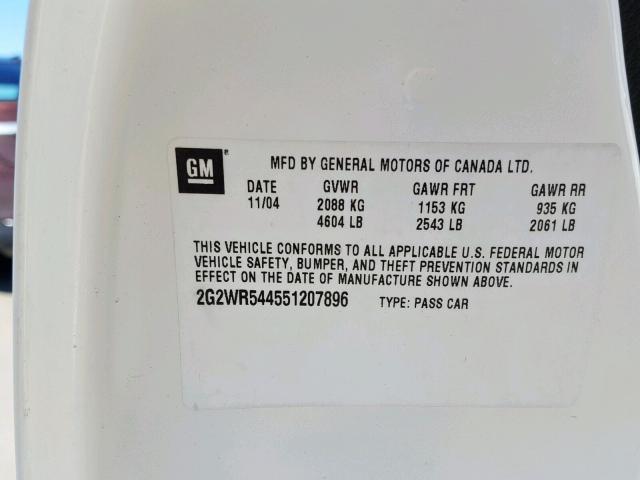 GM®
MFD BY GENERAL MOTORS OF CANADA LTD.
DATE GVWR GAWR FRT GAWR RR
11/04 2088 KG 1153 KG 935 KG
4604 LB 2543 LB 2061 LB
THIS VEHICLE CONFORMS TO ALL APPLICABLE U.S. FEDERAL MOTOR
VEHICLE SAFETY, BUMPER, AND THEFT PREVENTION STANDARDS IN
EFFECT ON THE DATE OF MANUFACTURE SHOWN ABOVE.
2G2WR544551207896 TYPE: PASS CAR